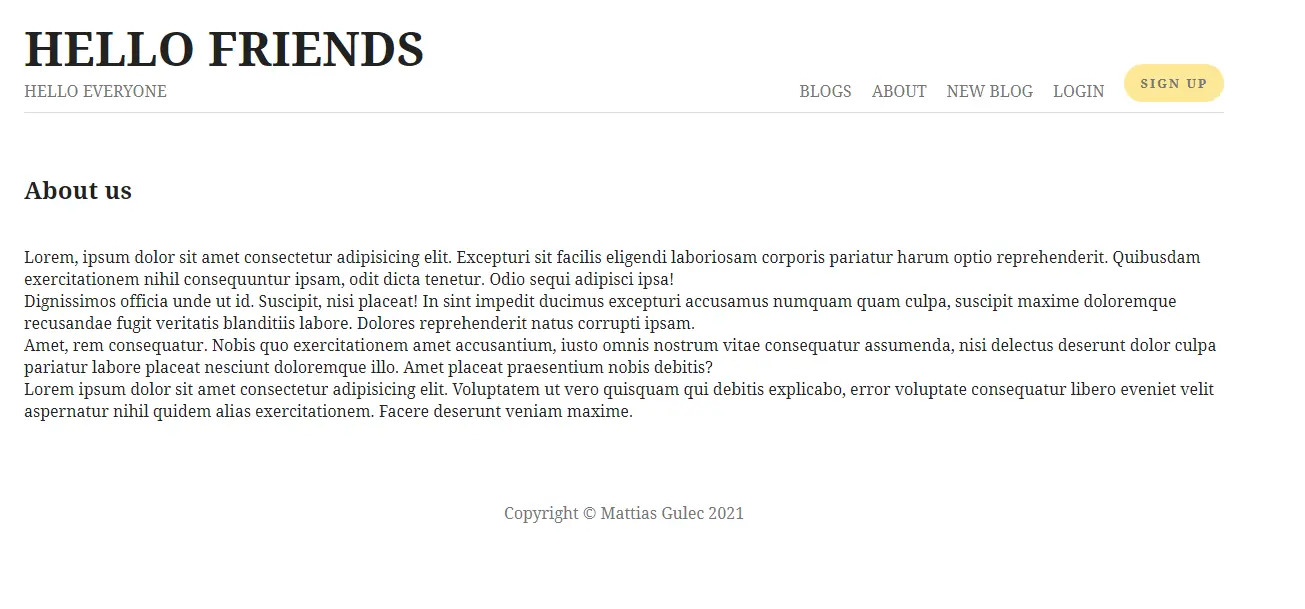 HELLO FRIENDS
HELLO EVERYONE
BLOGS ABOUT NEW BLOG LOGIN SIGN UP
About us
Lorem, ipsum dolor sit amet consectetur adipisicing elit. Excepturi sit facilis eligendi laboriosam corporis pariatur harum optio reprehenderit. Quibusdam
exercitationem nihil consequuntur ipsam, odit dicta tenetur. Odio sequi adipisci ipsa!
Dignissimos officia unde ut id. Suscipit, nisi placeat! In sint impedit ducimus excepturi accusamus numquam quam culpa, suscipit maxime doloremque
recusandae fugit veritatis blanditiis labore. Dolores reprehenderit natus corrupti ipsam.
Amet, rem consequatur. Nobis quo exercitationem amet accusantium, iusto omnis nostrum vitae consequatur assumenda, nisi delectus deserunt dolor culpa
pariatur labore placeat nesciunt doloremque illo. Amet placeat praesentium nobis debitis?
Lorem ipsum dolor sit amet consectetur adipisicing elit. Voluptatem ut vero quisquam qui debitis explicabo, error voluptate consequatur libero eveniet velit
aspernatur nihil quidem alias exercitationem. Facere deserunt veniam maxime.
Copyright © Mattias Gulec 2021